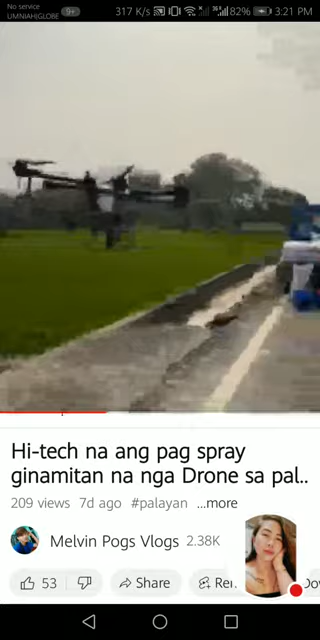 No service
UMNIAH|GLOBE
9+
317 K/s
82%
3:21 PM
Hi-tech na ang pag spray
ginamitan na nga Drone sa pal..
209 views 7d ago #palayan ...more
Melvin Pogs Vlogs 2.38K
53
Share